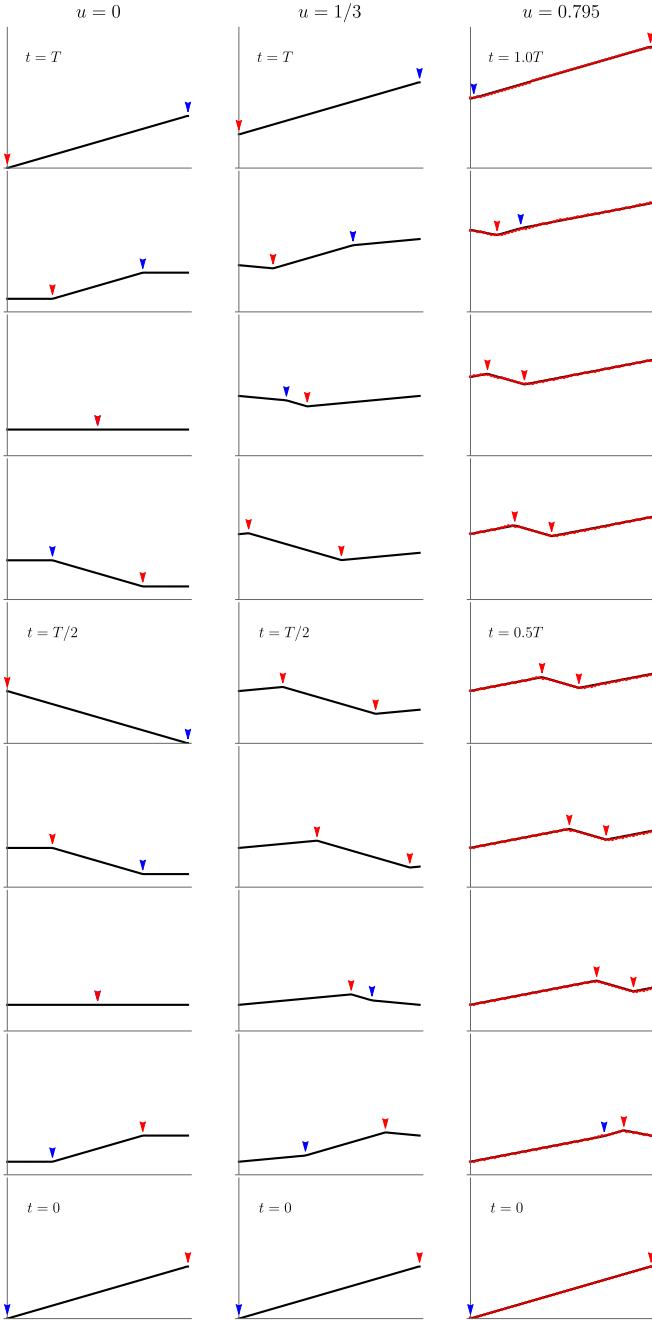 u = 0 u = 1/3 u = 0.795
t = T t = T t = 1.0T
t = T/2 t = T/2 t = 0.5T
t = 0 t = 0 t = 0